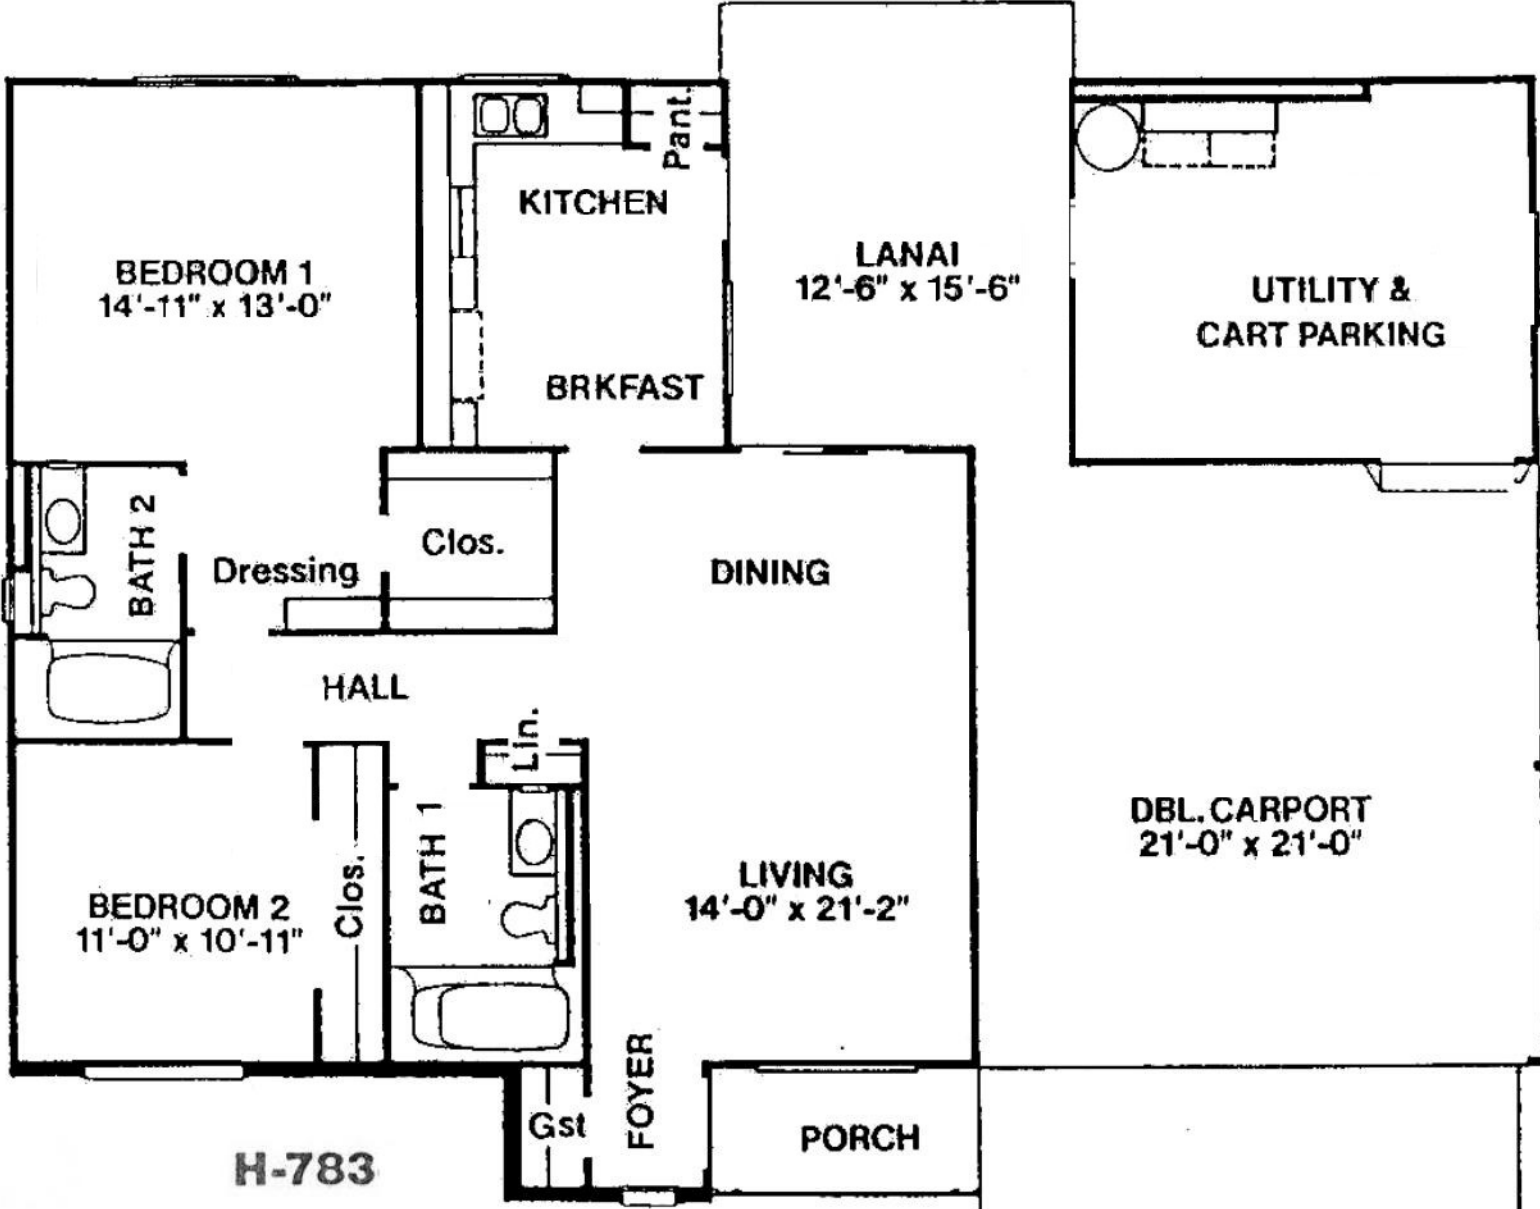 Pant.
KITCHEN
BEDROOM 1
14'-11" x 13'-0"
LANAI
12'-6" x 15'-6"
UTILITY &
CART PARKING
BRKFAST
BATH 2
Dressing
Clos.
DINING
HALL
Lin.
BATH 1
Clos.
BEDROOM 2
11'-0" x 10'-11"
LIVING
14'-0" x 21'-2"
DBL. CARPORT
21'-0" x 21'-0"
FOYER
Gst
PORCH
H-783